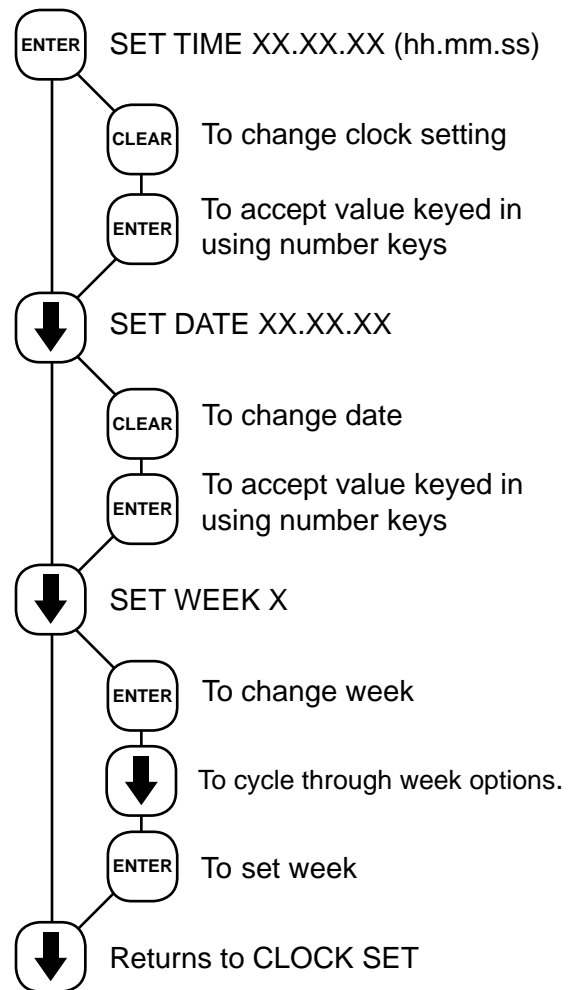 ENTER SET TIME XX.XX.XX (hh.mm.ss)
CLEAR To change clock setting
ENTER To accept value keyed in
using number keys
SET DATE XX.XX.XX
CLEAR To change date
ENTER To accept value keyed in
using number keys
SET WEEK X
ENTER To change week
To cycle through week options.
ENTER To set week
Returns to CLOCK SET